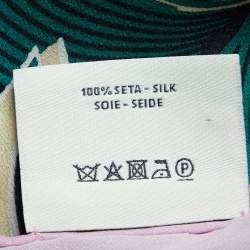 100% SETA - SILK
SOIE - SEIDE
P